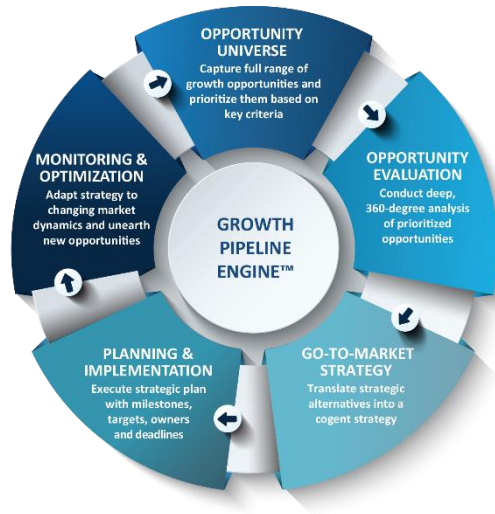 OPPORTUNITY
UNIVERSE
Capture full range of
growth opportunities and
prioritize them based on
key criteria
OPPORTUNITY
EVALUATION
Conduct deep,
360-degree analysis
of prioritized
opportunities
GO-TO-MARKET
STRATEGY
Translate strategic
alternatives into a
cogent strategy
PLANNING &
IMPLEMENTATION
Execute strategic plan
with milestones,
targets, owners
and deadlines
MONITORING &
OPTIMIZATION
Adapt strategy to
changing market
dynamics and unearth
new opportunities
GROWTH
PIPELINE
ENGINE™